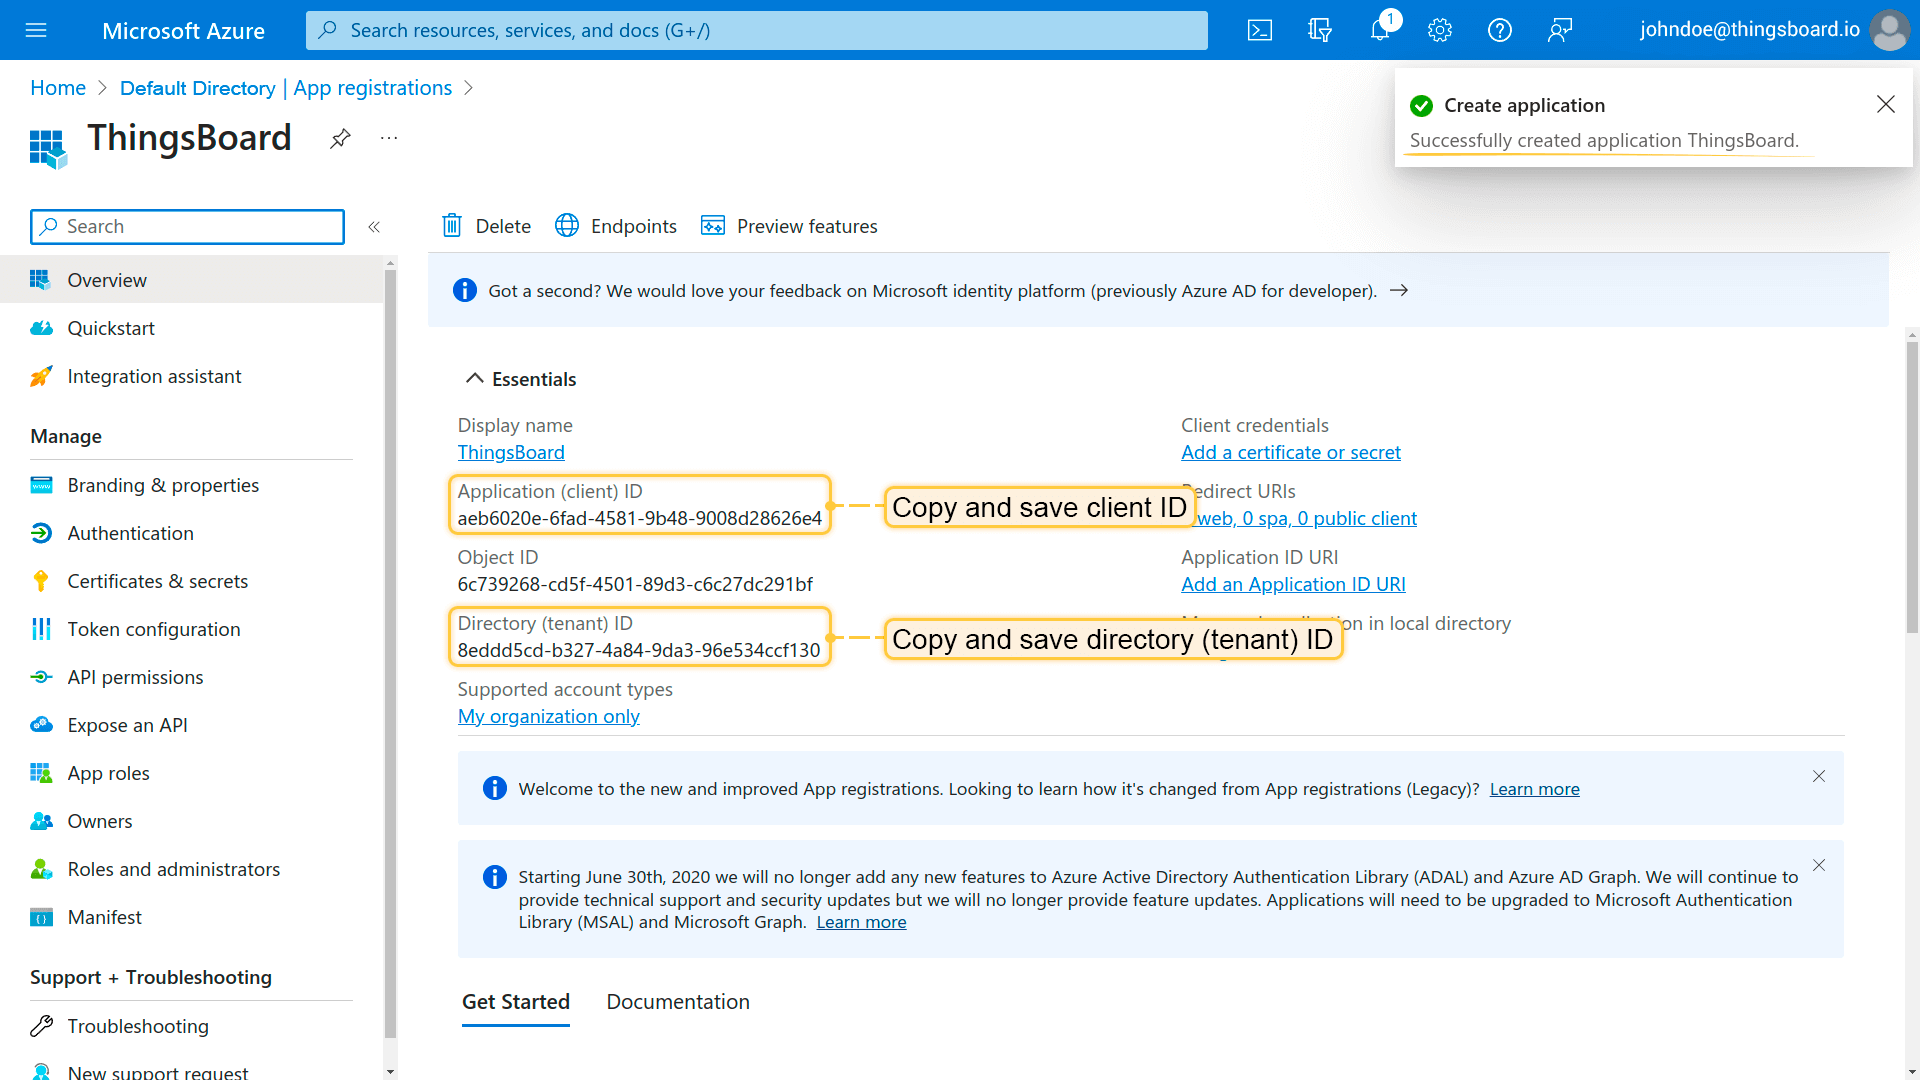 Microsoft Azure
Search resources, services, and docs (G+/)
1
johndoe@thingsboard.io
Home > Default Directory | App registrations >
ThingsBoard
...
Create application
Successfully created application ThingsBoard.
Search
«
Delete
Endpoints
Preview features
Overview
Quickstart
Integration assistant
Manage
Branding & properties
Authentication
Certificates & secrets
Token configuration
API permissions
Expose an API
App roles
Owners
Roles and administrators
Manifest
Support + Troubleshooting
Troubleshooting
New support request
Got a second? We would love your feedback on Microsoft identity platform (previously Azure AD for developer). →
Essentials
Display name
ThingsBoard
Application (client) ID
aeb6020e-6fad-4581-9b48-9008d28626e4
Copy and save client ID
Object ID
6c739268-cd5f-4501-89d3-c6c27dc291bf
Directory (tenant) ID
8eddd5cd-b327-4a84-9da3-96e534ccf130
Copy and save directory (tenant) ID
Supported account types
My organization only
Client credentials
Add a certificate or secret
URIs
web, 0 spa, 0 public client
Application ID URI
Add an Application ID URI
in local directory
Welcome to the new and improved App registrations. Looking to learn how it's changed from App registrations (Legacy)? Learn more
Starting June 30th, 2020 we will no longer add any new features to Azure Active Directory Authentication Library (ADAL) and Azure AD Graph. We will continue to
provide technical support and security updates but we will no longer provide feature updates. Applications will need to be upgraded to Microsoft Authentication
Library (MSAL) and Microsoft Graph. Learn more
Get Started
Documentation